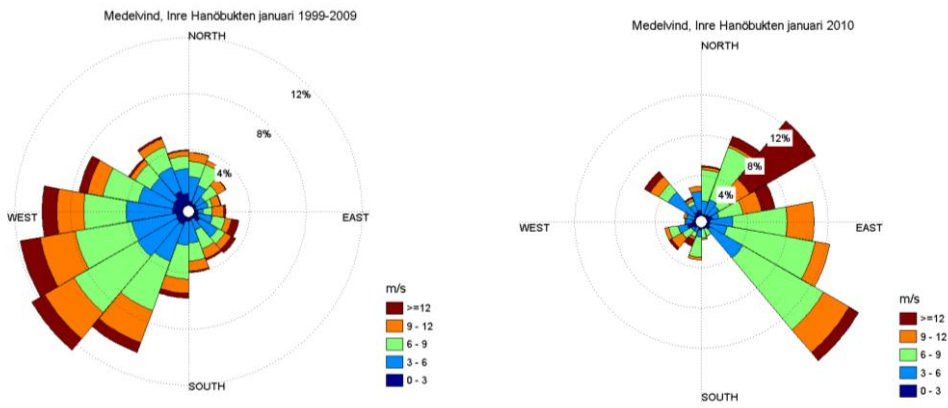 Medelvind, Inre Hanöbukten januari 1999-2009
NORTH
12%
8%
4%
WEST
EAST
SOUTH
m/s
>=12
9 - 12
6 - 9
3 - 6
0 - 3
Medelvind, Inre Hanöbukten januari 2010
NORTH
12%
8%
4%
WEST
EAST
SOUTH
m/s
>=12
9 - 12
6 - 9
3 - 6
0 - 3